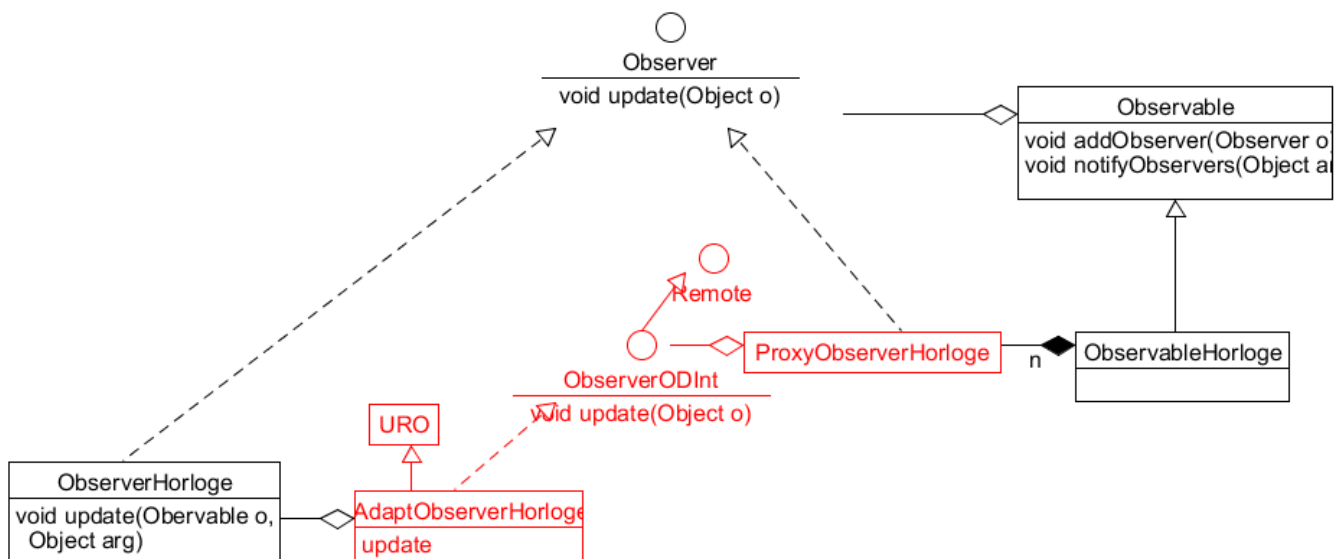 Observer
void update(Object o)
Observable
void addObserver(Observer o)
void notifyObservers(Object ar
Remote
ProxyObserverHorloge
ObservableHorloge
n
ObserverODInt
void update(Object o)
URO
ObserverHorloge
void update(Obervable o,
Object arg)
AdaptObserverHorloge
update